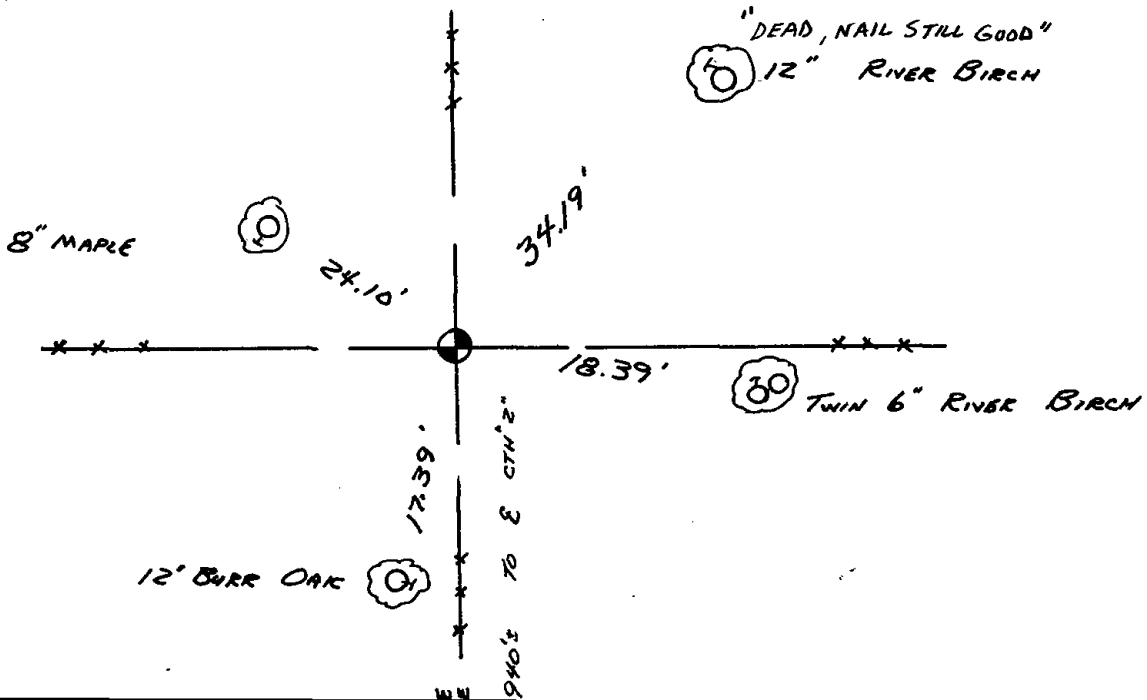 "DEAD, NAIL STILL GOOD"
12" RIVER BIRCH
34.19'
8" MAPLE
24.10'
18.39'
TWIN 6" RIVER BIRCH
17.39'
940'± TO ℄ CTH "Z"
12" BURR OAK